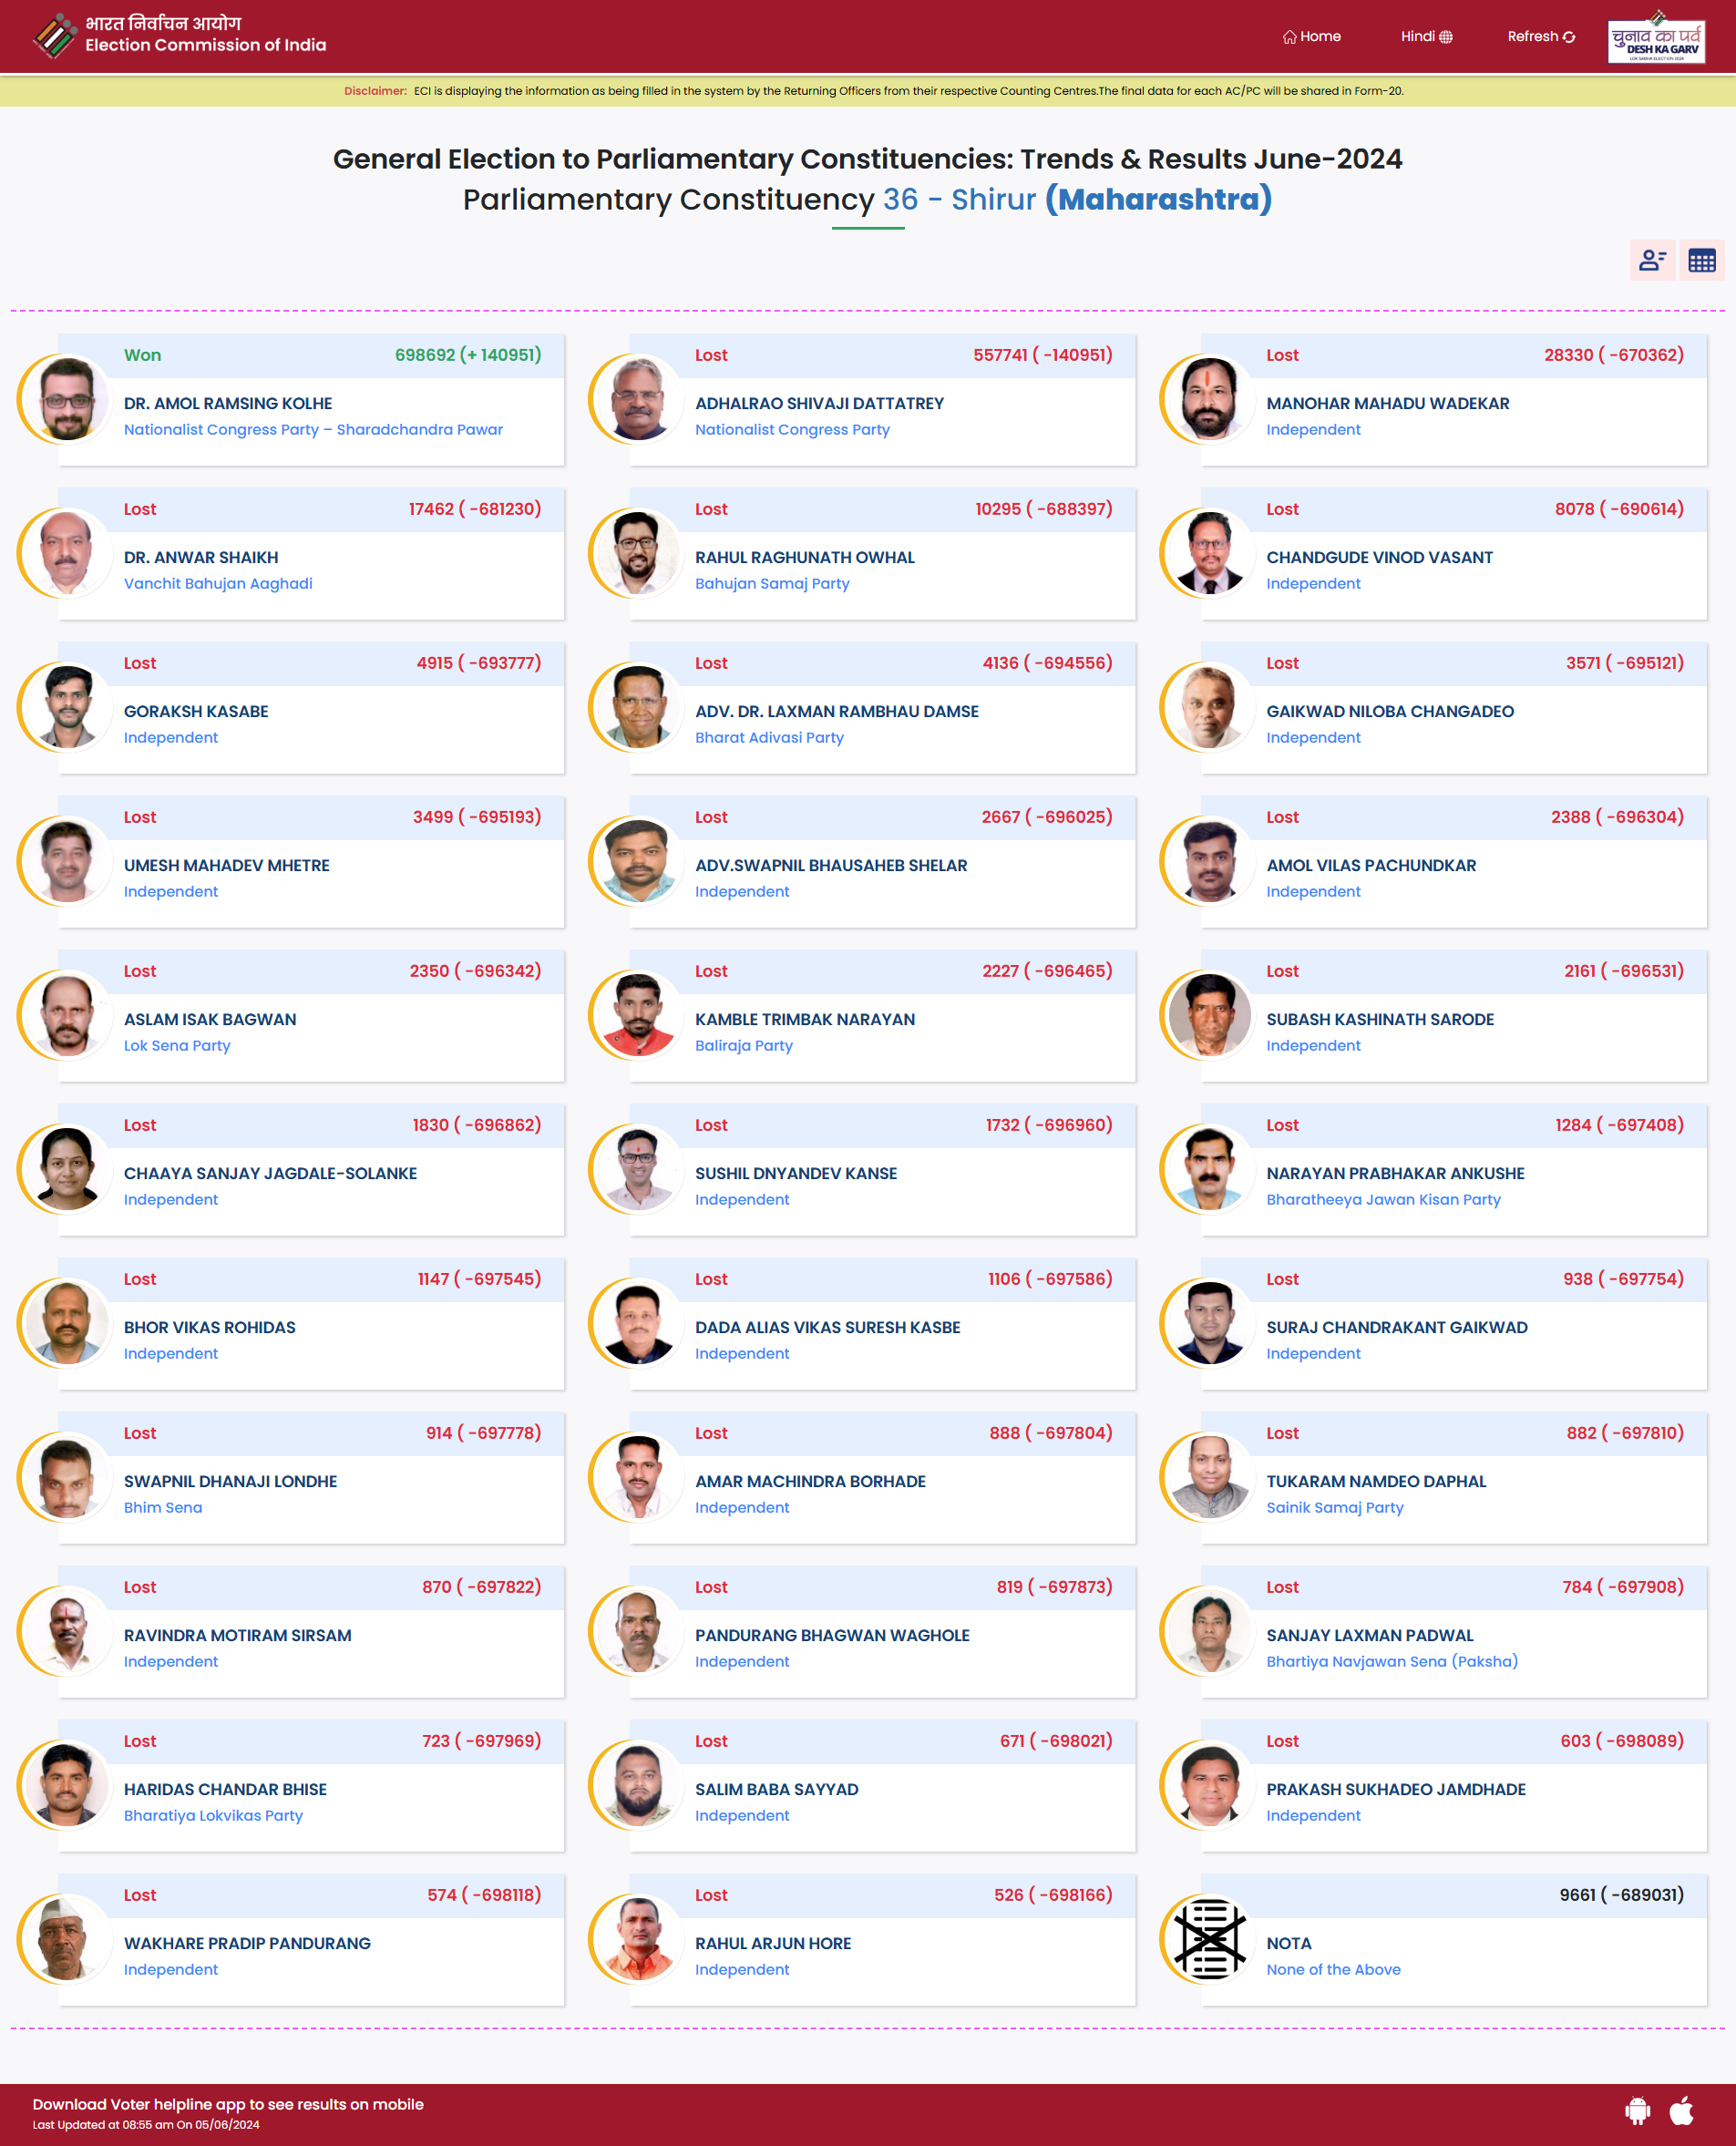 भारत निर्वाचन आयोग
Election Commission of India
Home
Hindi
Refresh
चुनाव का पर्व
DESH KA GARV
LOK SABHA ELECTION 2024
Disclaimer: ECI is displaying the information as being filled in the system by the Returning Officers from their respective Counting Centres.The final data for each AC/PC will be shared in Form-20.
General Election to Parliamentary Constituencies: Trends & Results June-2024
Parliamentary Constituency 36 - Shirur (Maharashtra)
Won 698692 (+ 140951)
DR. AMOL RAMSING KOLHE
Nationalist Congress Party – Sharadchandra Pawar
Lost 557741 ( -140951)
ADHALRAO SHIVAJI DATTATREY
Nationalist Congress Party
Lost 28330 ( -670362)
MANOHAR MAHADU WADEKAR
Independent
Lost 17462 ( -681230)
DR. ANWAR SHAIKH
Vanchit Bahujan Aaghadi
Lost 10295 ( -688397)
RAHUL RAGHUNATH OWHAL
Bahujan Samaj Party
Lost 8078 ( -690614)
CHANDGUDE VINOD VASANT
Independent
Lost 4915 ( -693777)
GORAKSH KASABE
Independent
Lost 4136 ( -694556)
ADV. DR. LAXMAN RAMBHAU DAMSE
Bharat Adivasi Party
Lost 3571 ( -695121)
GAIKWAD NILOBA CHANGADEO
Independent
Lost 3499 ( -695193)
UMESH MAHADEV MHETRE
Independent
Lost 2667 ( -696025)
ADV.SWAPNIL BHAUSAHEB SHELAR
Independent
Lost 2388 ( -696304)
AMOL VILAS PACHUNDKAR
Independent
Lost 2350 ( -696342)
ASLAM ISAK BAGWAN
Lok Sena Party
Lost 2227 ( -696465)
KAMBLE TRIMBAK NARAYAN
Baliraja Party
Lost 2161 ( -696531)
SUBASH KASHINATH SARODE
Independent
Lost 1830 ( -696862)
CHAAYA SANJAY JAGDALE-SOLANKE
Independent
Lost 1732 ( -696960)
SUSHIL DNYANDEV KANSE
Independent
Lost 1284 ( -697408)
NARAYAN PRABHAKAR ANKUSHE
Bharatheeya Jawan Kisan Party
Lost 1147 ( -697545)
BHOR VIKAS ROHIDAS
Independent
Lost 1106 ( -697586)
DADA ALIAS VIKAS SURESH KASBE
Independent
Lost 938 ( -697754)
SURAJ CHANDRAKANT GAIKWAD
Independent
Lost 914 ( -697778)
SWAPNIL DHANAJI LONDHE
Bhim Sena
Lost 888 ( -697804)
AMAR MACHINDRA BORHADE
Independent
Lost 882 ( -697810)
TUKARAM NAMDEO DAPHAL
Sainik Samaj Party
Lost 870 ( -697822)
RAVINDRA MOTIRAM SIRSAM
Independent
Lost 819 ( -697873)
PANDURANG BHAGWAN WAGHOLE
Independent
Lost 784 ( -697908)
SANJAY LAXMAN PADWAL
Bhartiya Navjawan Sena (Paksha)
Lost 723 ( -697969)
HARIDAS CHANDAR BHISE
Bharatiya Lokvikas Party
Lost 671 ( -698021)
SALIM BABA SAYYAD
Independent
Lost 603 ( -698089)
PRAKASH SUKHADEO JAMDHADE
Independent
Lost 574 ( -698118)
WAKHARE PRADIP PANDURANG
Independent
Lost 526 ( -698166)
RAHUL ARJUN HORE
Independent
9661 ( -689031)
NOTA
None of the Above
Download Voter helpline app to see results on mobile
Last Updated at 08:55 am On 05/06/2024